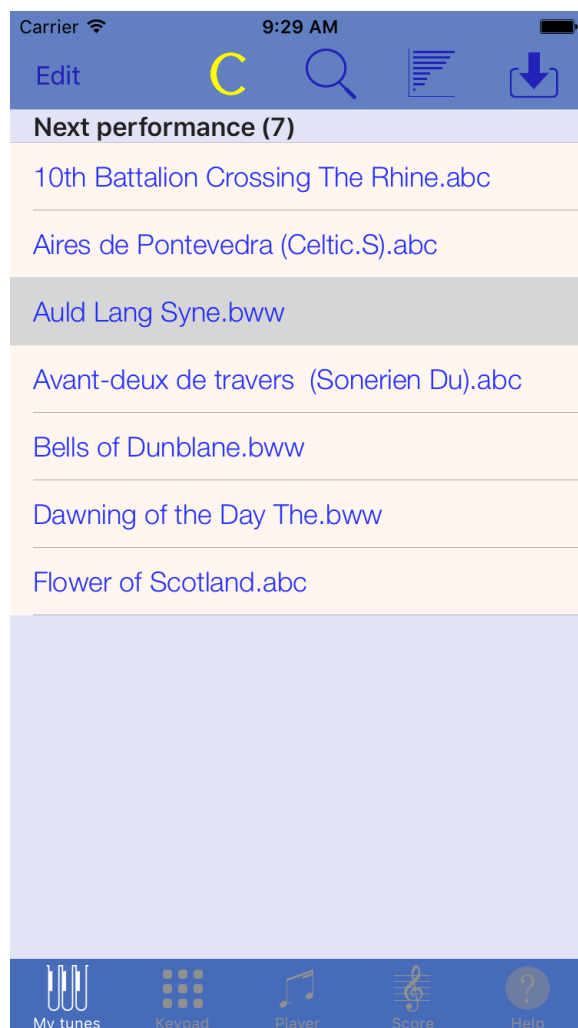 Carrier 9:29 AM
Edit C
Next performance (7)
10th Battalion Crossing The Rhine.abc
Aires de Pontevedra (Celtic.S).abc
Auld Lang Syne.bww
Avant-deux de travers  (Sonerien Du).abc
Bells of Dunblane.bww
Dawning of the Day The.bww
Flower of Scotland.abc
?
My tunes Keypad Player Score Help